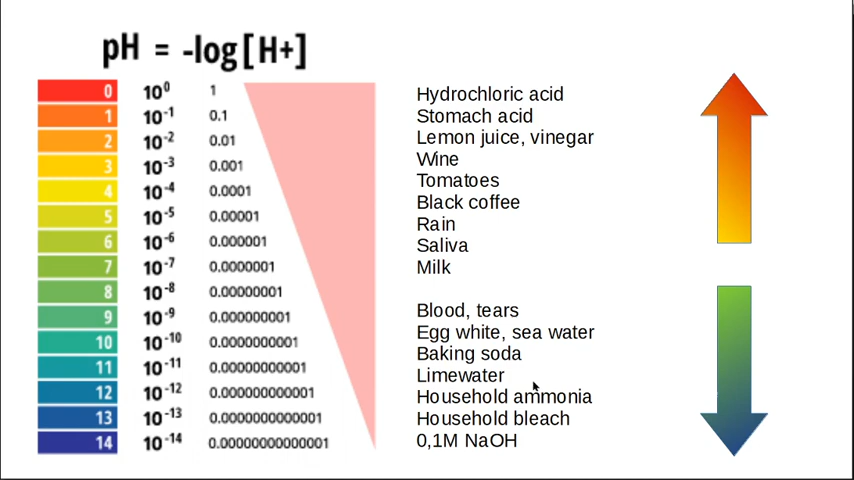 pH = -log[H+]
0 10⁰ 1
1 10⁻¹ 0.1
2 10⁻² 0.01
3 10⁻³ 0.001
4 10⁻⁴ 0.0001
5 10⁻⁵ 0.00001
6 10⁻⁶ 0.000001
7 10⁻⁷ 0.0000001
8 10⁻⁸ 0.00000001
9 10⁻⁹ 0.000000001
10 10⁻¹⁰ 0.0000000001
11 10⁻¹¹ 0.00000000001
12 10⁻¹² 0.000000000001
13 10⁻¹³ 0.0000000000001
14 10⁻¹⁴ 0.00000000000001
Hydrochloric acid
Stomach acid
Lemon juice, vinegar
Wine
Tomatoes
Black coffee
Rain
Saliva
Milk
Blood, tears
Egg white, sea water
Baking soda
Limewater
Household ammonia
Household bleach
0,1M NaOH